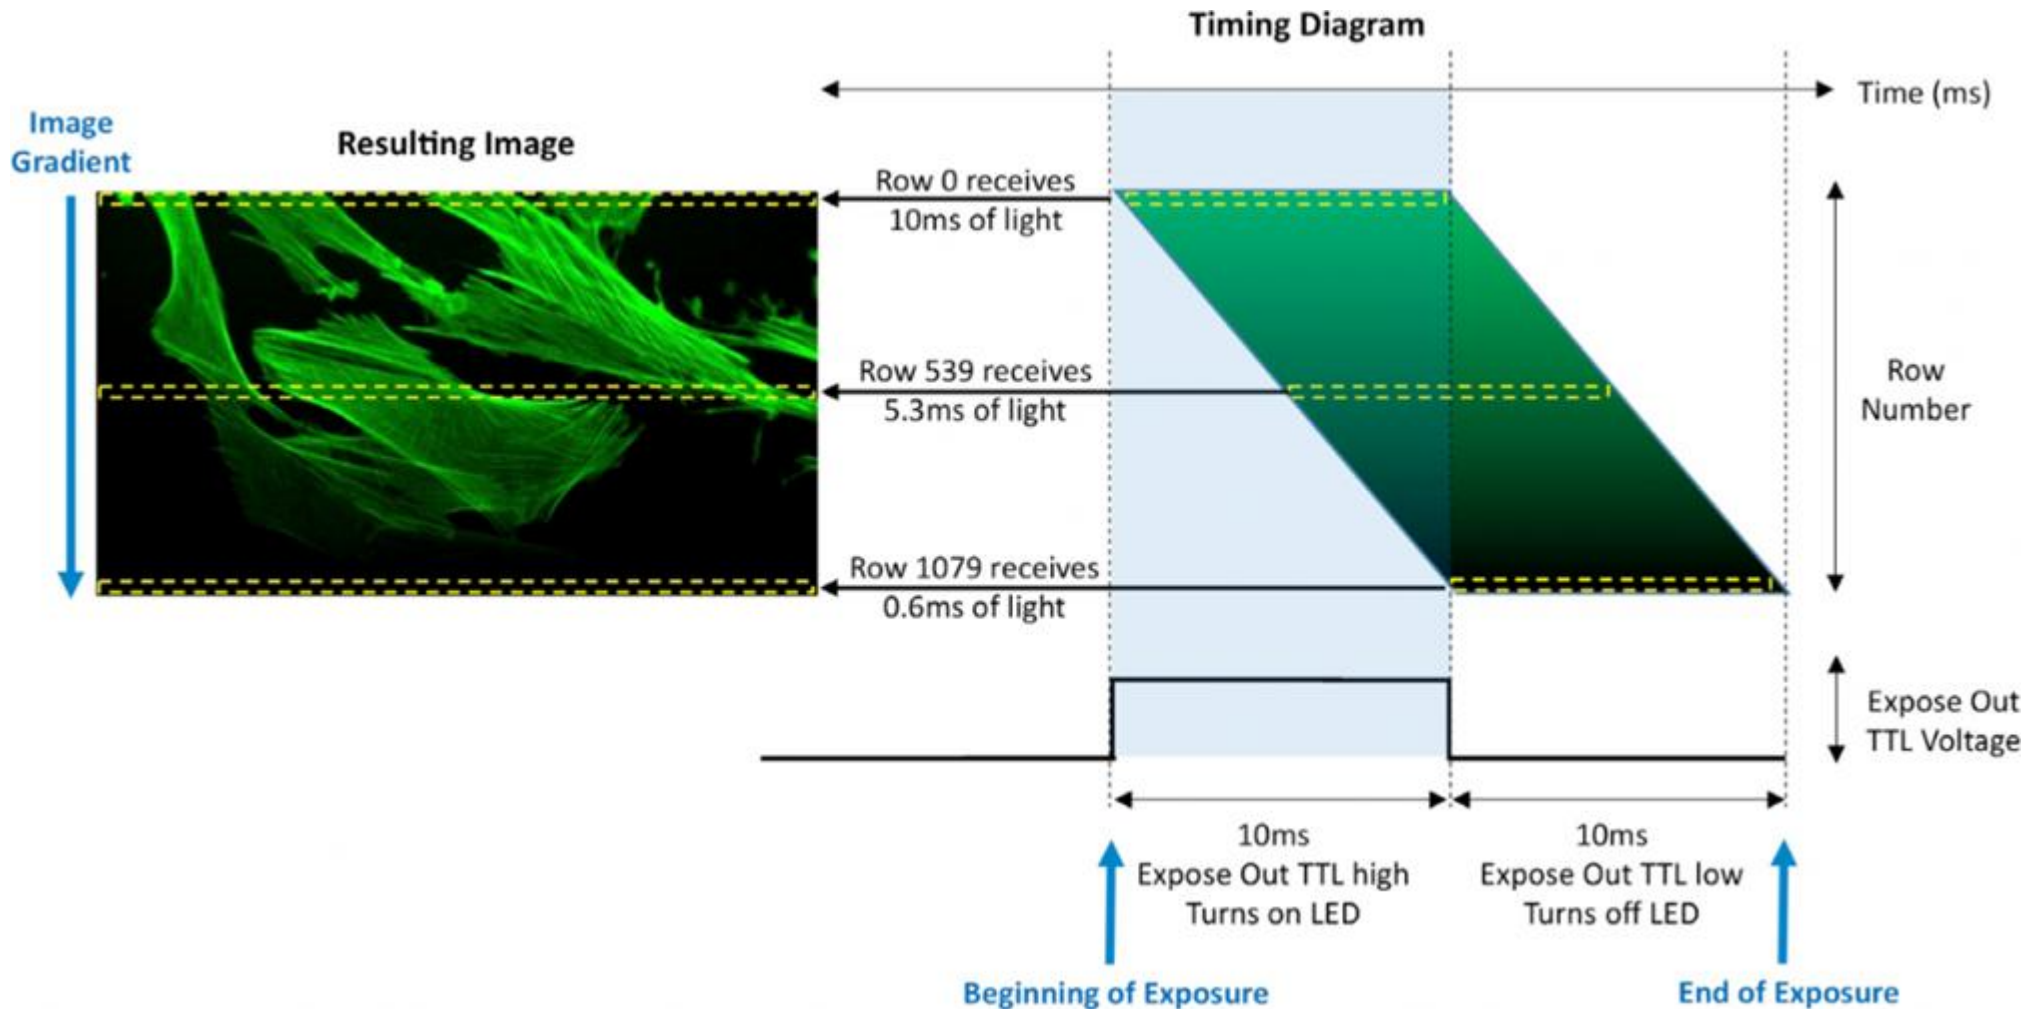 Timing Diagram
Time (ms)
Image
Gradient
Resulting Image
Row 0 receives
10ms of light
Row 539 receives
5.3ms of light
Row
Number
Row 1079 receives
0.6ms of light
Expose Out
TTL Voltage
10ms
Expose Out TTL high
Turns on LED
10ms
Expose Out TTL low
Turns off LED
Beginning of Exposure
End of Exposure